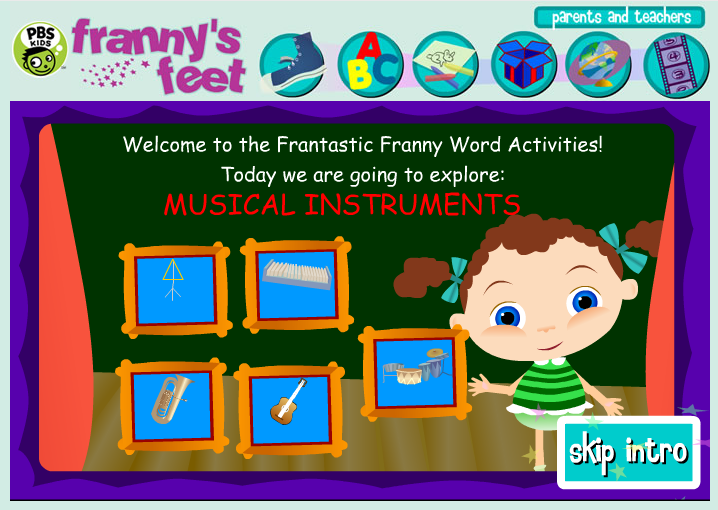 parents and teachers
PBS
KIDS
franny's
feet
A
B C
Welcome to the Frantastic Franny Word Activities!
Today we are going to explore:
MUSICAL INSTRUMENTS
skip intro